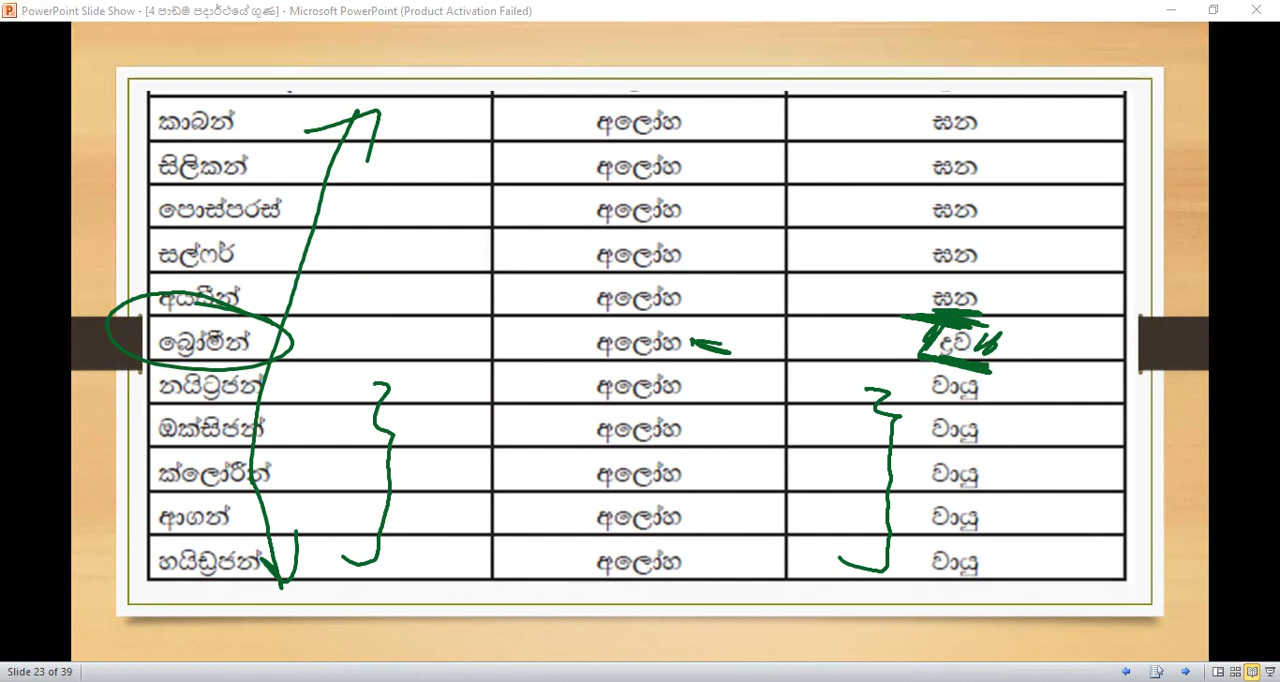 PowerPoint Slide Show - [4 පාඩම පදාර්ථයේ ගුණ] - Microsoft PowerPoint (Product Activation Failed)
කාබන් අලෝහ ඝන
සිලිකන් අලෝහ ඝන
පොස්පරස් අලෝහ ඝන
සල්ෆර් අලෝහ ඝන
අයඩීන් අලෝහ ඝන
බ්‍රෝමීන් අලෝහ ද්‍රව
නයිට්‍රජන් අලෝහ වායු
ඔක්සිජන් අලෝහ වායු
ක්ලෝරීන් අලෝහ වායු
ආගන් අලෝහ වායු
හයිඩ්‍රජන් අලෝහ වායු
Slide 23 of 39